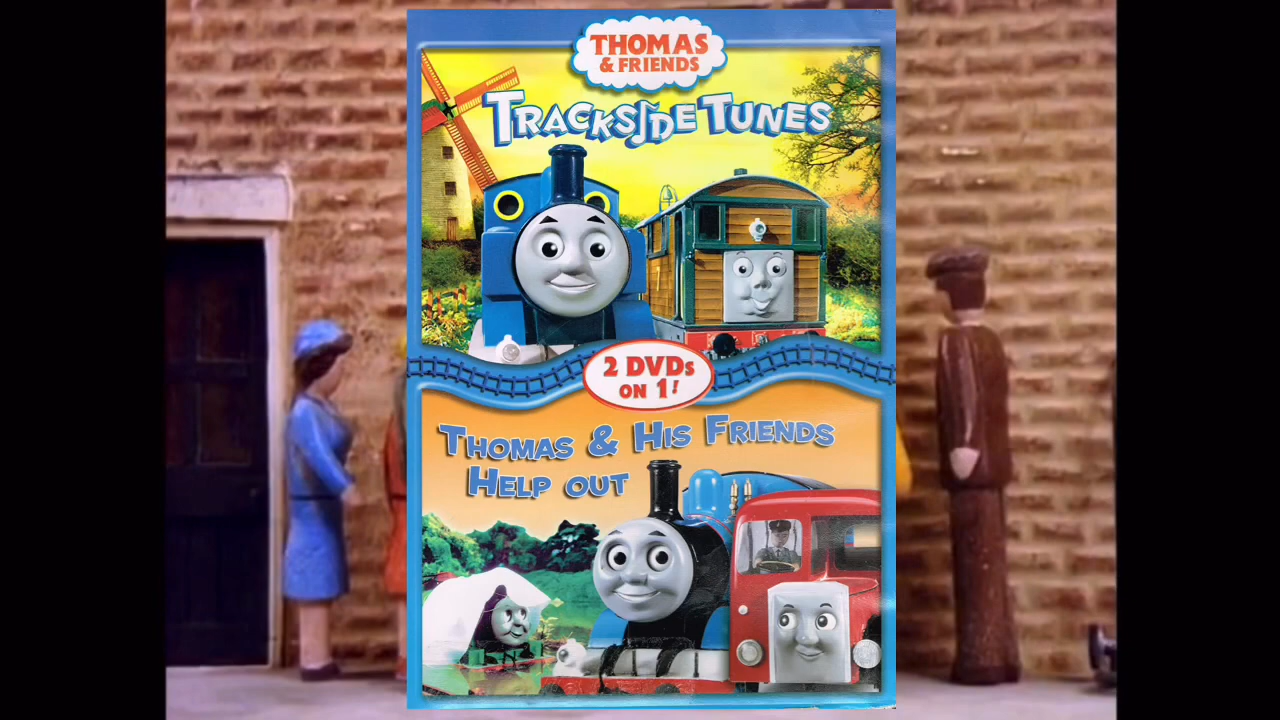 THOMAS
& FRIENDS
TRACKSIDE TUNES
2 DVDs
ON 1!
THOMAS & HIS FRIENDS
HELP OUT